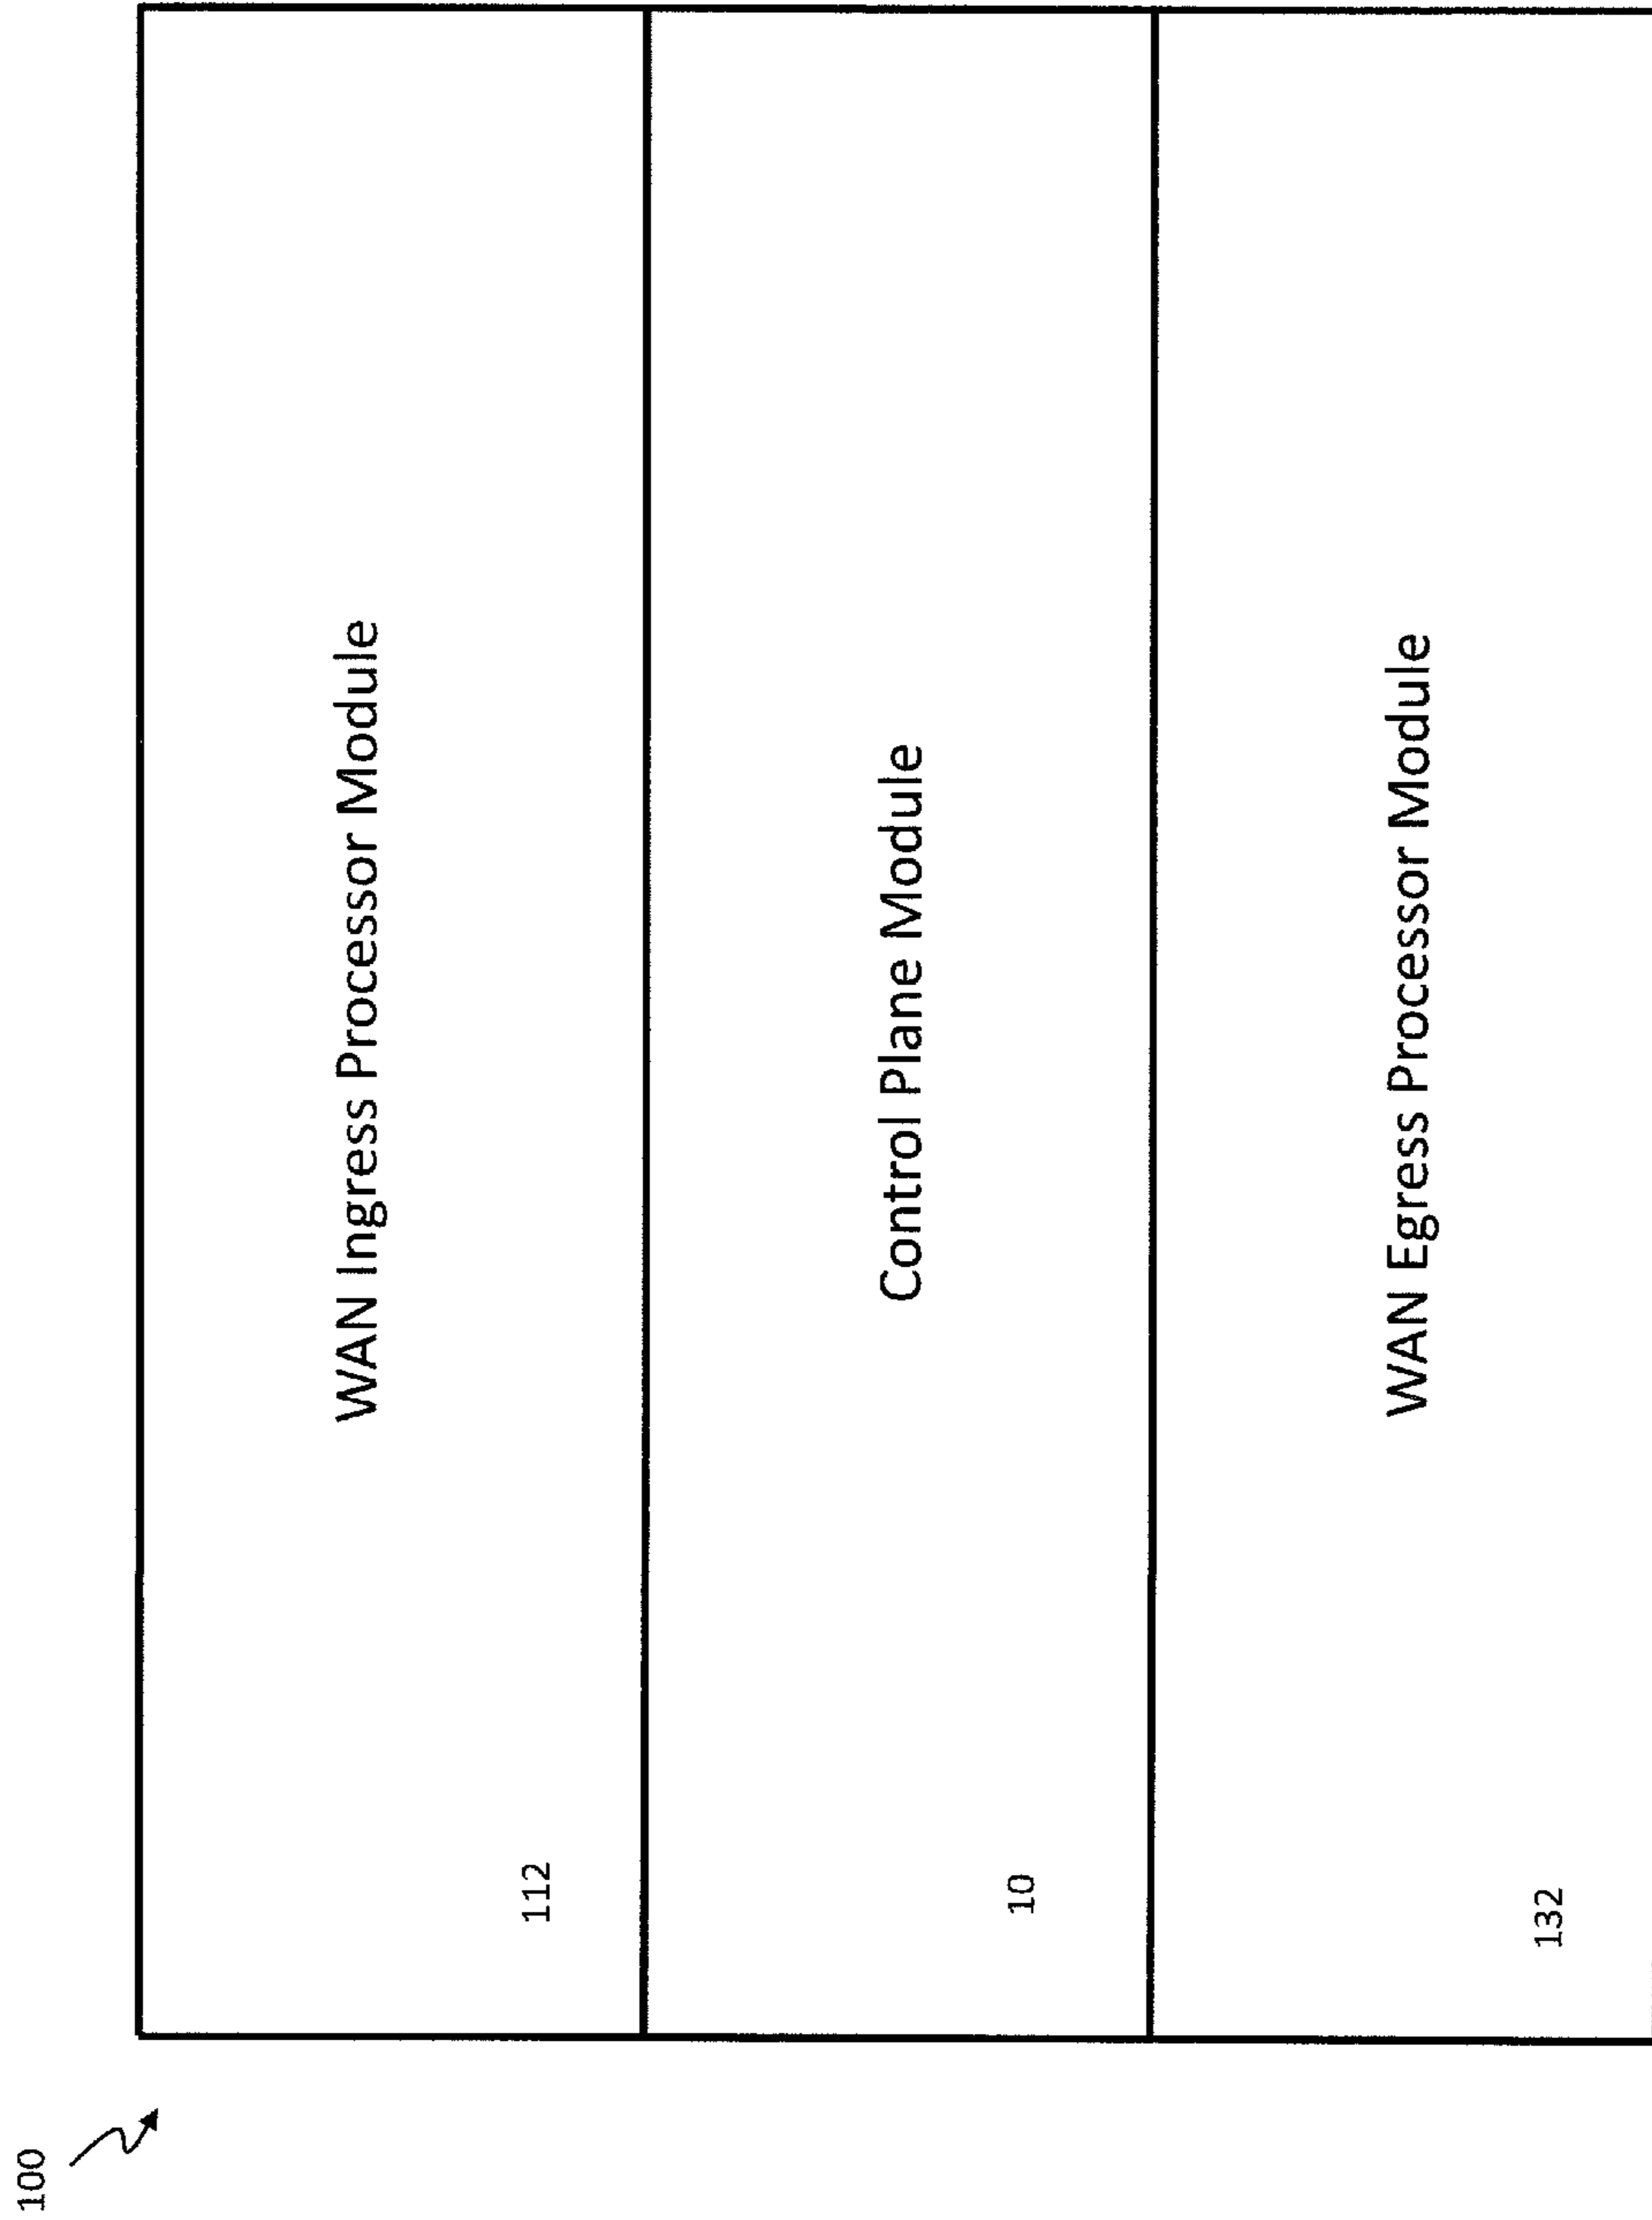 100
WAN Ingress Processor Module
112
Control Plane Module
10
WAN Egress Processor Module
132